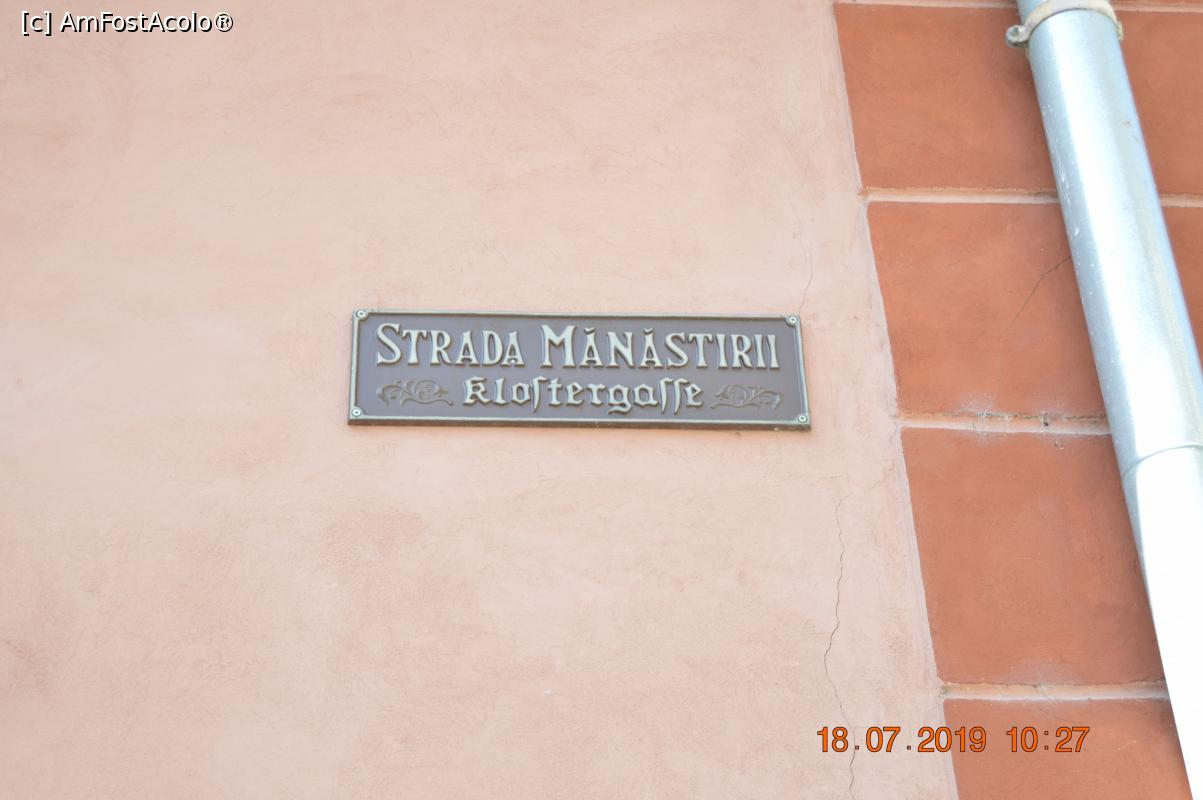 [c] AmFostAcolo®
STRADA MĂNĂSTIRII
Kloſtergaſſe
18.07.2019 10:27